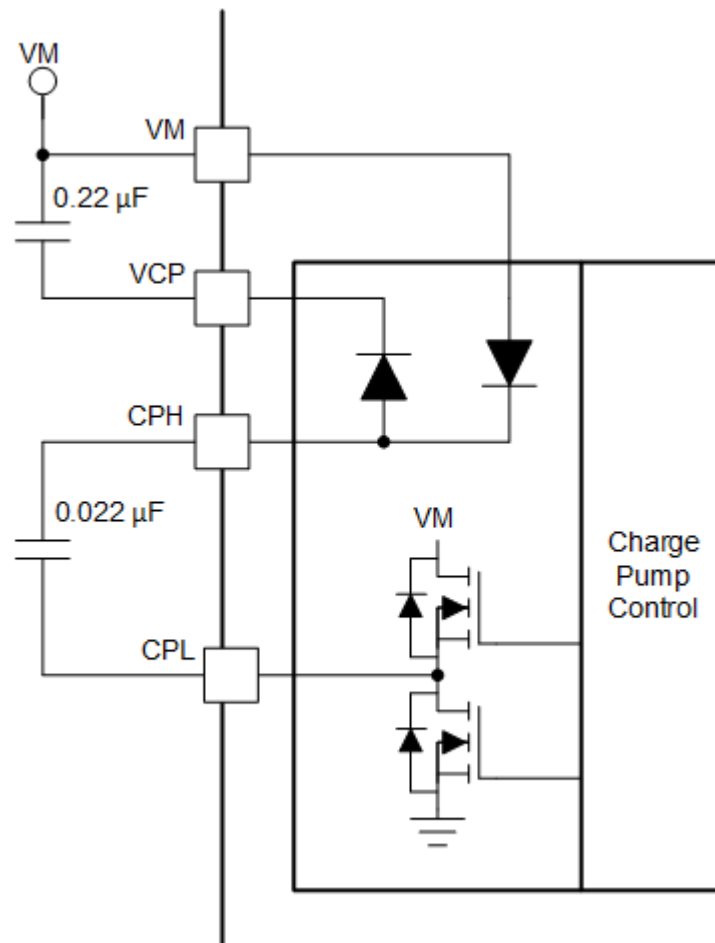 VM
VM
0.22 µF
VCP
CPH
0.022 µF
VM
Charge
Pump
Control
CPL